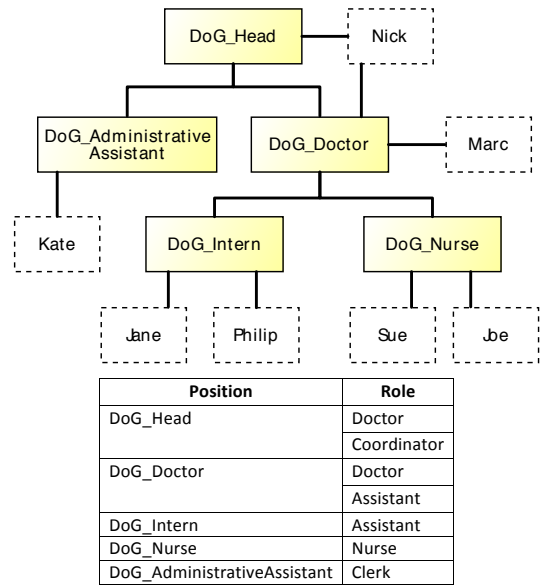 DoG_Head
Nick
DoG_Administrative
Assistant
DoG_Doctor
Marc
Kate
DoG_Intern
DoG_Nurse
Jane
Philip
Sue
Joe
Position Role
DoG_Head Doctor
Coordinator
DoG_Doctor Doctor
Assistant
DoG_Intern Assistant
DoG_Nurse Nurse
DoG_AdministrativeAssistant Clerk